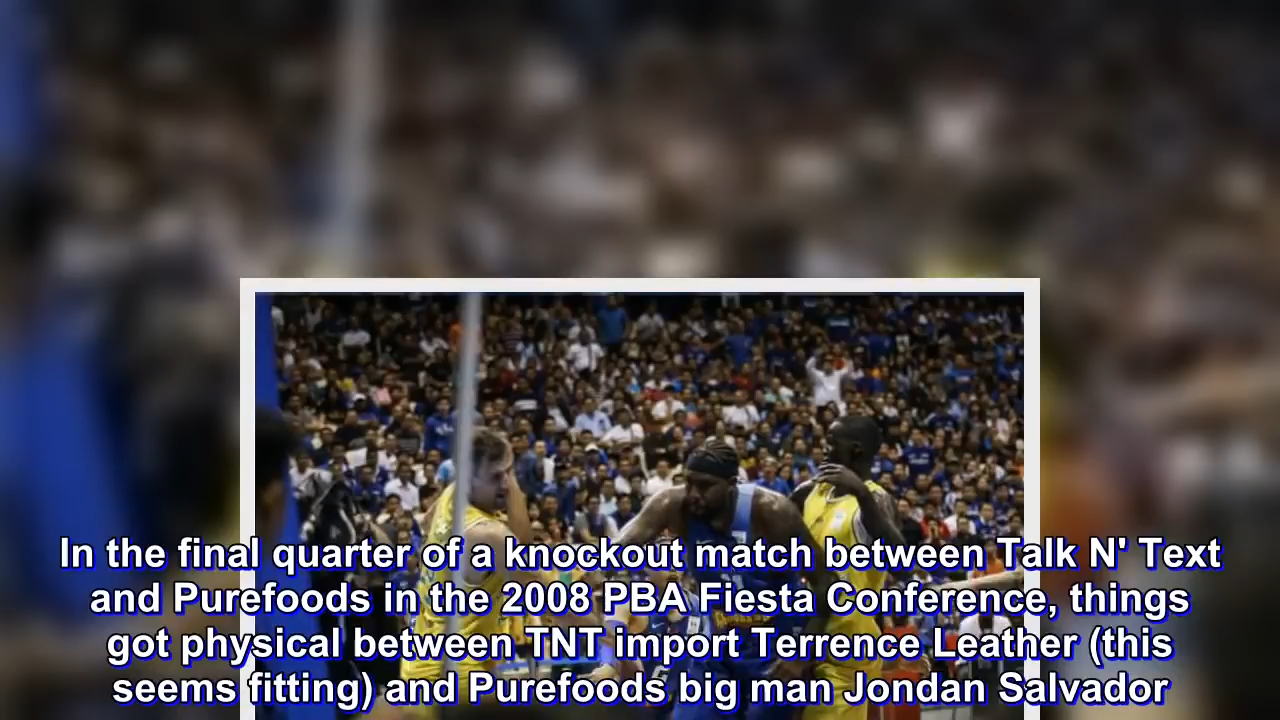 In the final quarter of a knockout match between Talk N' Text
and Purefoods in the 2008 PBA Fiesta Conference, things
got physical between TNT import Terrence Leather (this
seems fitting) and Purefoods big man Jondan Salvador